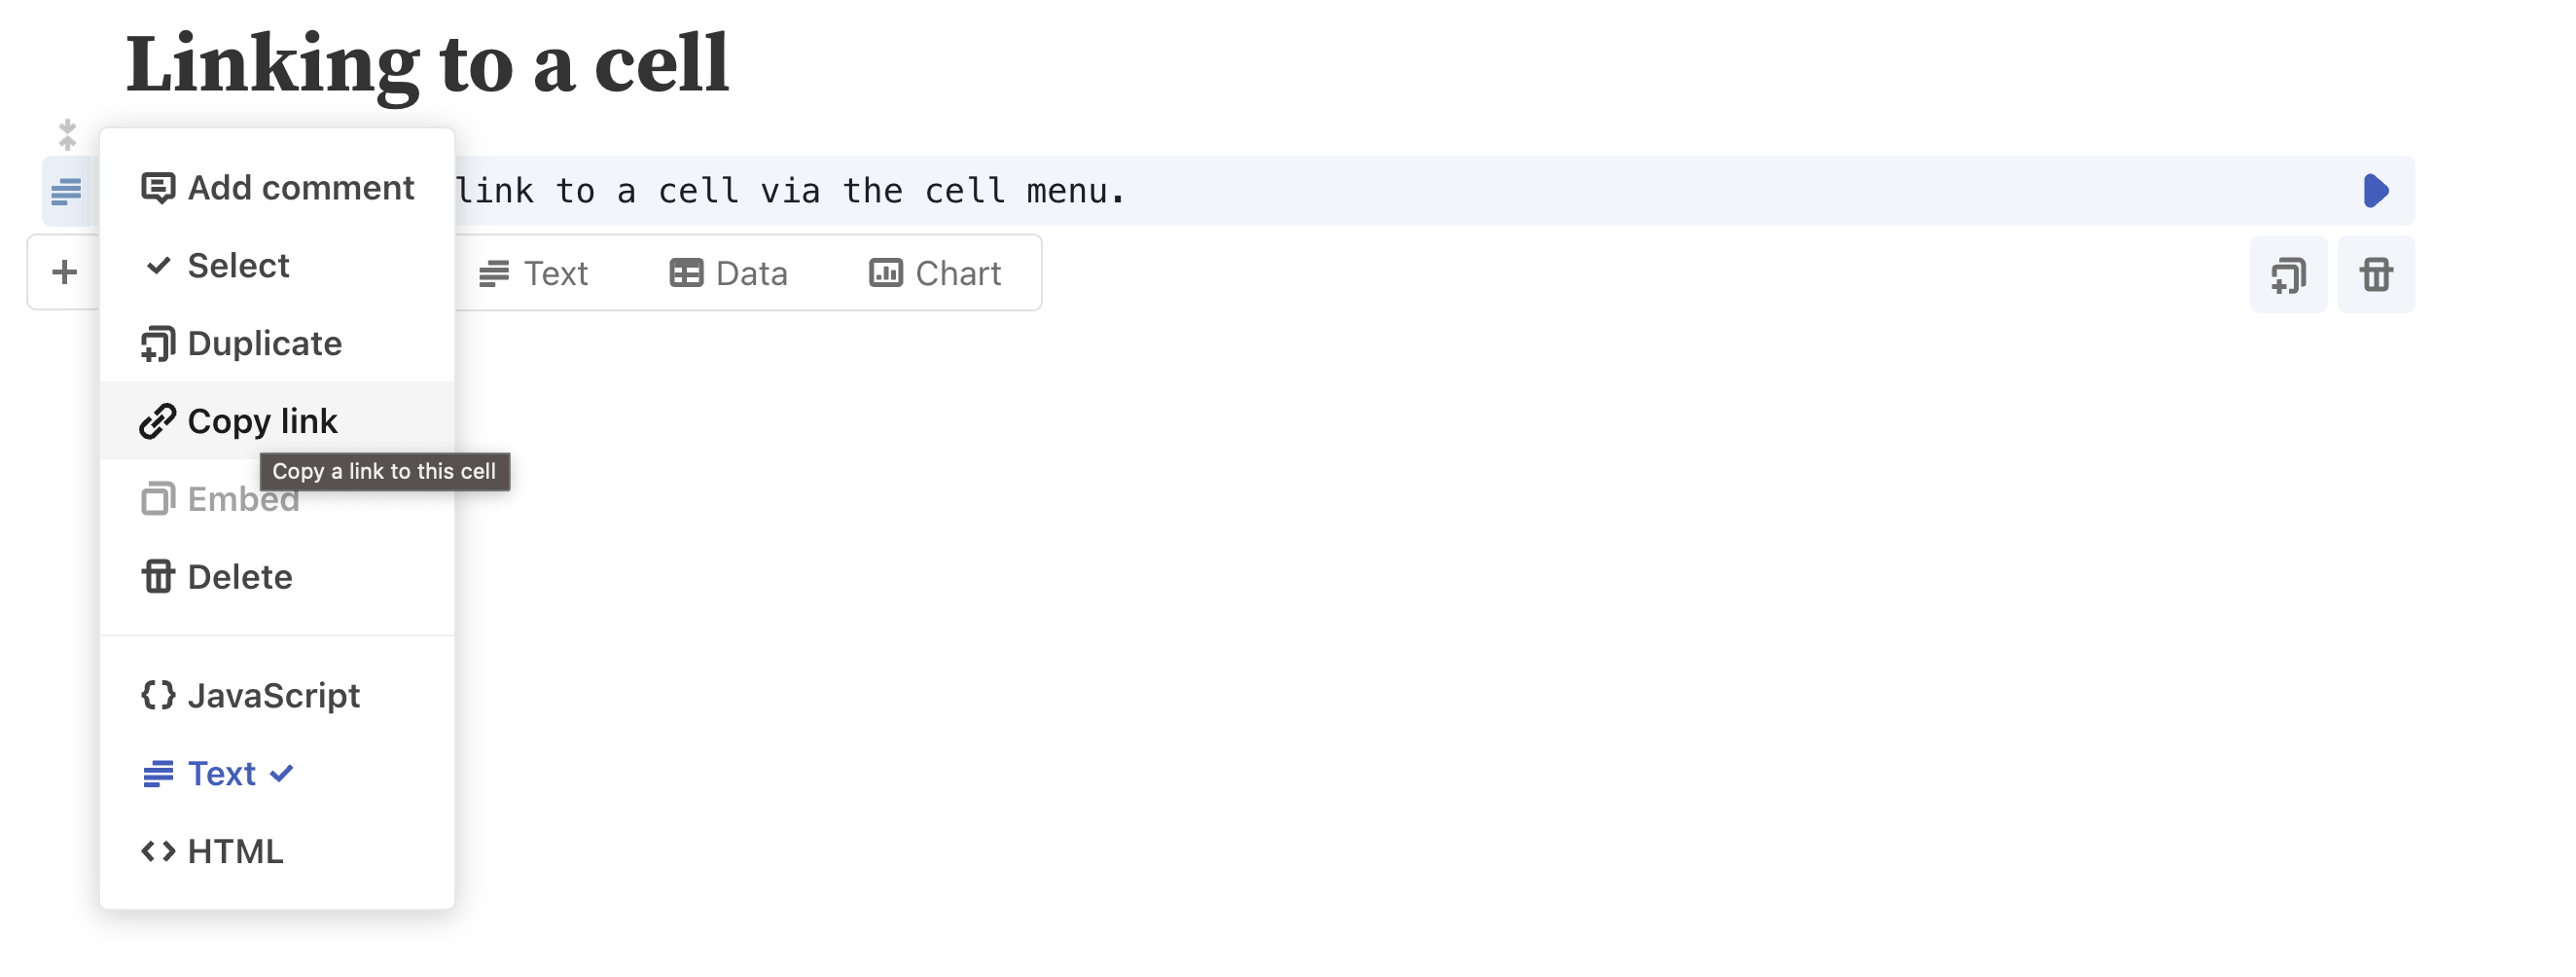 Linking to a cell
Add comment
link to a cell via the cell menu.
Select
Text
Data
Chart
Duplicate
Copy link
Copy a link to this cell
Embed
Delete
JavaScript
Text
HTML